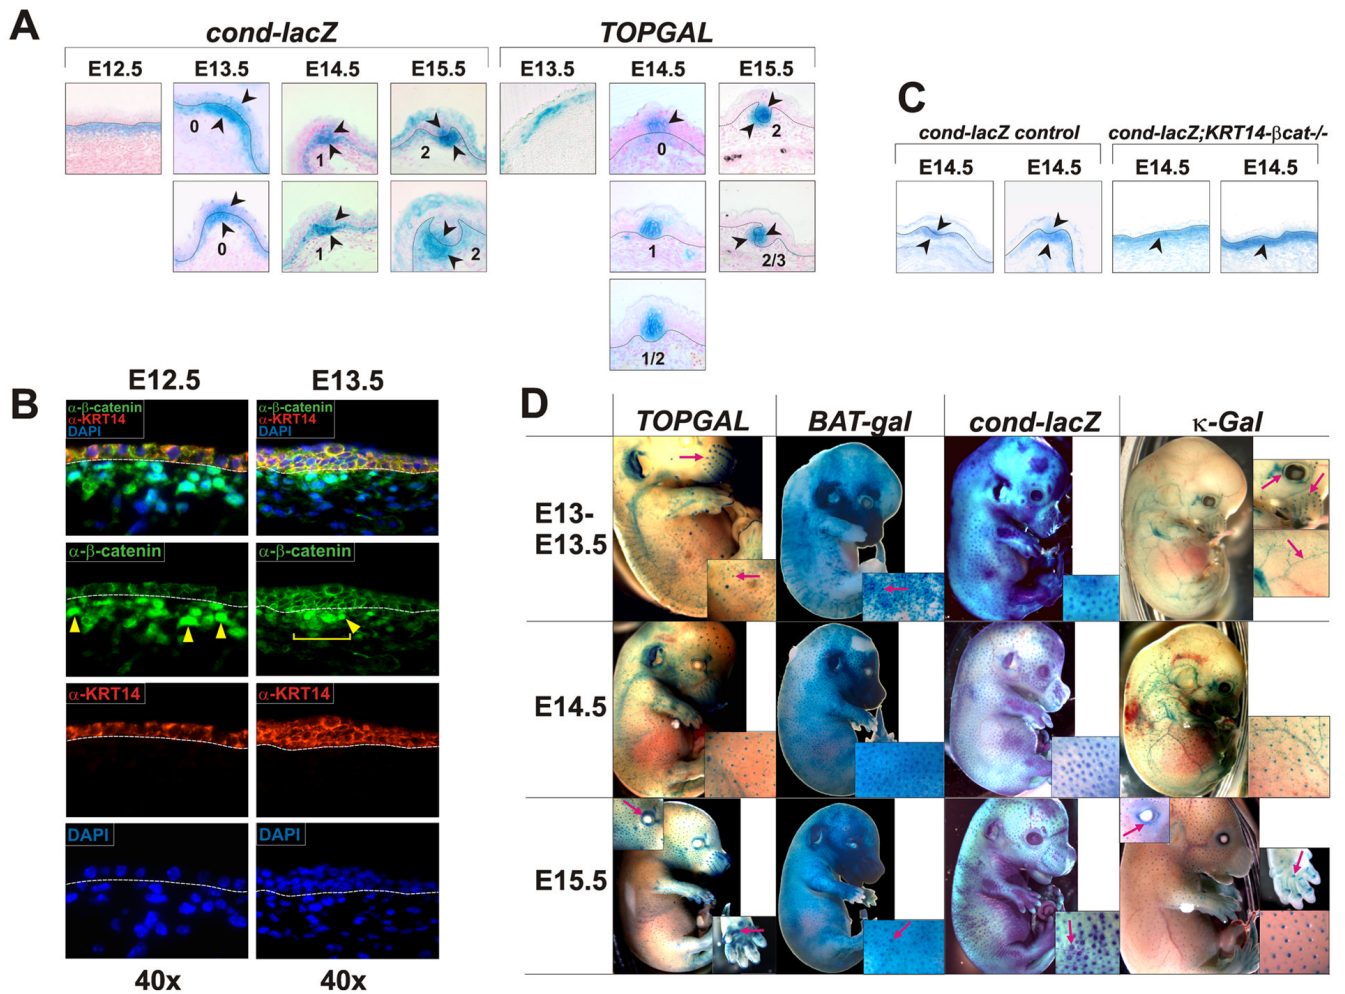 A
cond-lacZ
TOPGAL
E12.5
E13.5
E14.5
E15.5
E13.5
E14.5
E15.5
0
1
2
0
2
0
1
2
1
2/3
1/2
C
cond-lacZ control
cond-lacZ;KRT14-βcat-/-
E14.5
E14.5
E14.5
E14.5
B
E12.5
E13.5
α-β-catenin
α-KRT14
DAPI
α-β-catenin
α-KRT14
DAPI
α-β-catenin
α-β-catenin
α-KRT14
α-KRT14
DAPI
DAPI
40x
40x
D
TOPGAL
BAT-gal
cond-lacZ
κ-Gal
E13-
E13.5
E14.5
E15.5